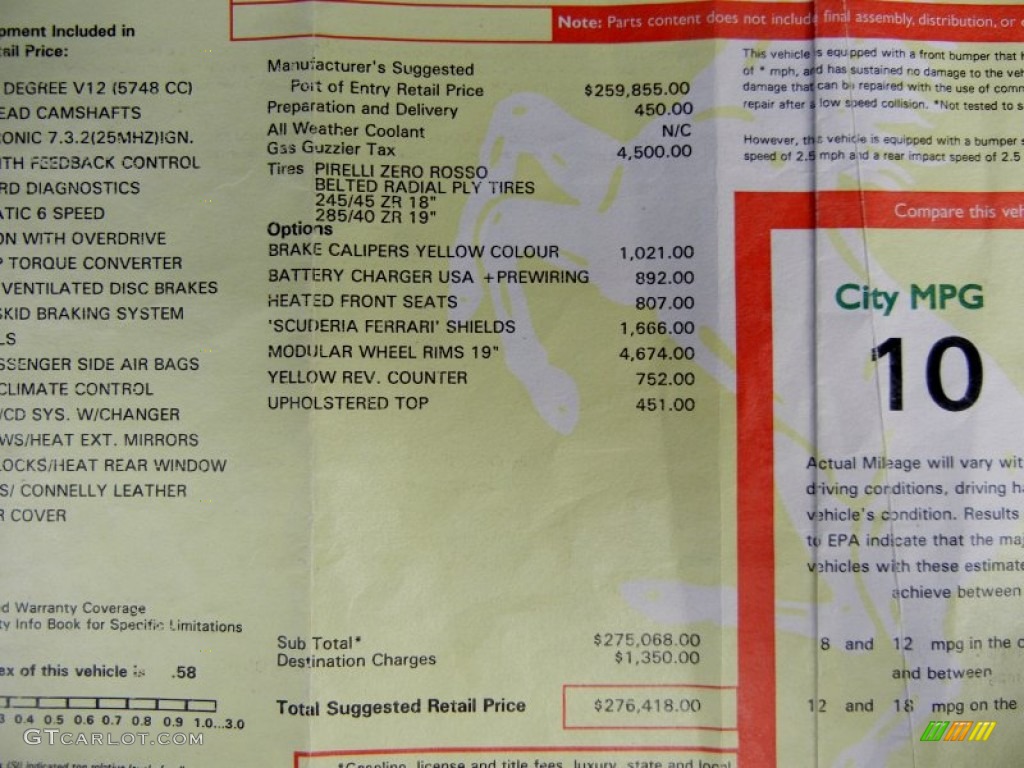 Note: Parts content does not include final assembly, distribution, or
pment Included in
tail Price:
DEGREE V12 (5748 CC)
EAD CAMSHAFTS
RONIC 7.3.2(25MHZ)IGN.
ITH FEEDBACK CONTROL
RD DIAGNOSTICS
ATIC 6 SPEED
ON WITH OVERDRIVE
P TORQUE CONVERTER
VENTILATED DISC BRAKES
SKID BRAKING SYSTEM
LS
SSENGER SIDE AIR BAGS
CLIMATE CONTROL
/CD SYS. W/CHANGER
WS/HEAT EXT. MIRRORS
LOCKS/HEAT REAR WINDOW
S/ CONNELLY LEATHER
R COVER
d Warranty Coverage
ty Info Book for Specific Limitations
ex of this vehicle is .58
3 0.4 0.5 0.6 0.7 0.8 0.9 1.0...3.0
GTCARLOT.COM
Manufacturer's Suggested
Port of Entry Retail Price $259,855.00
Preparation and Delivery 450.00
All Weather Coolant N/C
Gas Guzzler Tax 4,500.00
Tires PIRELLI ZERO ROSSO
BELTED RADIAL PLY TIRES
245/45 ZR 18"
285/40 ZR 19"
Options
BRAKE CALIPERS YELLOW COLOUR 1,021.00
BATTERY CHARGER USA +PREWIRING 892.00
HEATED FRONT SEATS 807.00
'SCUDERIA FERRARI' SHIELDS 1,666.00
MODULAR WHEEL RIMS 19" 4,674.00
YELLOW REV. COUNTER 752.00
UPHOLSTERED TOP 451.00
Sub Total* $275,068.00
Destination Charges $1,350.00
Total Suggested Retail Price $276,418.00
*Gasoline, license and title fees, luxury, state and local
This vehicle is equipped with a front bumper that
of * mph, and has sustained no damage to the veh
damage that can be repaired with the use of comm
repair after a low speed collision. *Not tested to s
However, this vehicle is equipped with a bumper s
speed of 2.5 mph and a rear impact speed of 2.5
Compare this veh
City MPG
10
Actual Mileage will vary wit
driving conditions, driving ha
vehicle's condition. Results
to EPA indicate that the maj
vehicles with these estimate
achieve between
8 and 12 mpg in the c
and between
12 and 18 mpg on the